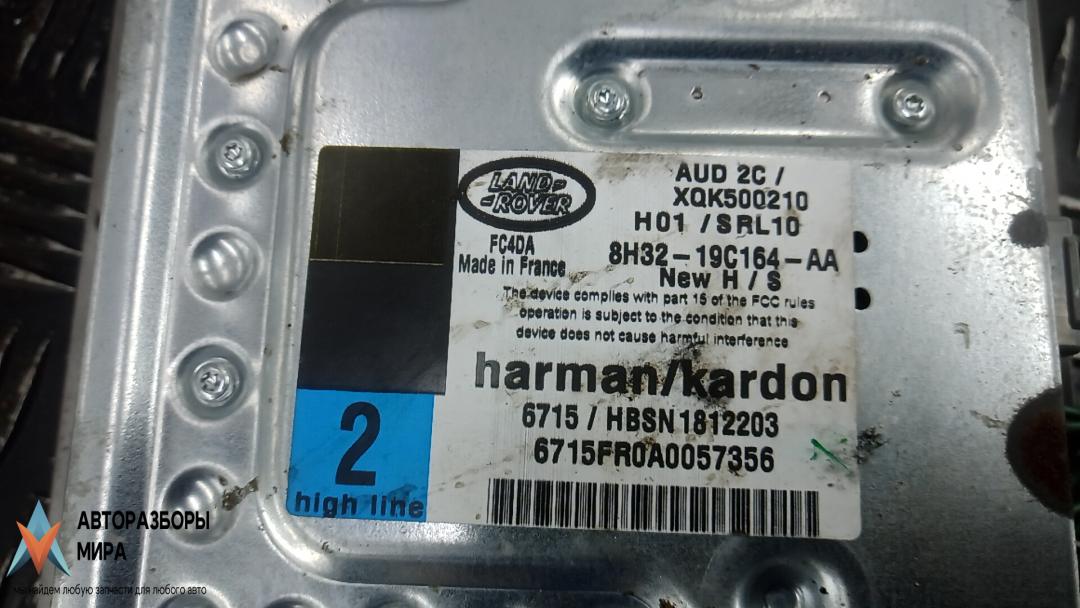 LAND-
-ROVER
FC4DA
Made in France
AUD 2C /
XQK500210
H01 /SRL10
8H32-19C164-AA
New H / S
The device complies with part 15 of the FCC rules
operation is subject to the condition that this
device does not cause harmful interference
harman/kardon
6715 / HBSN1812203
6715FR0A0057356
2
high line
АВТОРАЗБОРЫ
МИРА
мы найдем любую запчасти для любого авто